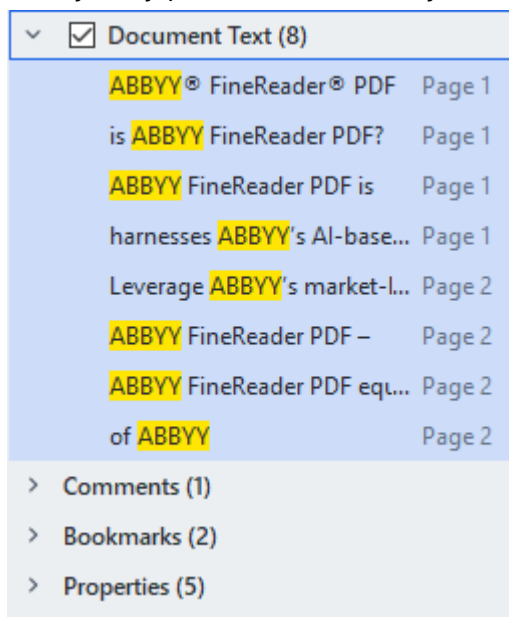 Document Text (8)
ABBYY® FineReader® PDF Page 1
is ABBYY FineReader PDF? Page 1
ABBYY FineReader PDF is Page 1
harnesses ABBYY's AI-base... Page 1
Leverage ABBYY's market-l... Page 2
ABBYY FineReader PDF – Page 2
ABBYY FineReader PDF equ... Page 2
of ABBYY Page 2
Comments (1)
Bookmarks (2)
Properties (5)